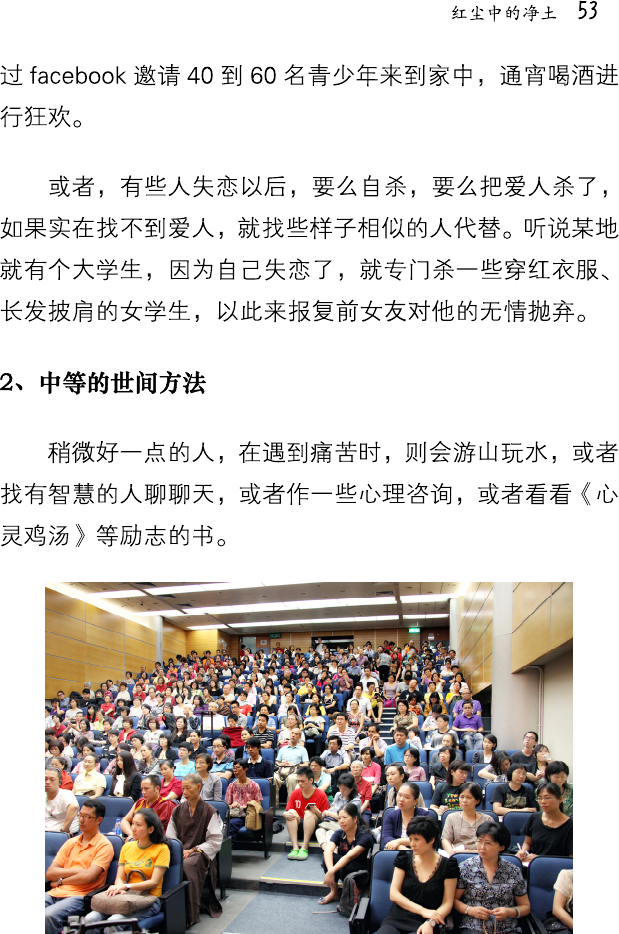 红尘中的净土 53
过 facebook 邀请 40 到 60 名青少年来到家中，通宵喝酒进
行狂欢。
或者，有些人失恋以后，要么自杀，要么把爱人杀了，
如果实在找不到爱人，就找些样子相似的人代替。听说某地
就有个大学生，因为自己失恋了，就专门杀一些穿红衣服、
长发披肩的女学生，以此来报复前女友对他的无情抛弃。
2、中等的世间方法
稍微好一点的人，在遇到痛苦时，则会游山玩水，或者
找有智慧的人聊聊天，或者作一些心理咨询，或者看看《心
灵鸡汤》等励志的书。